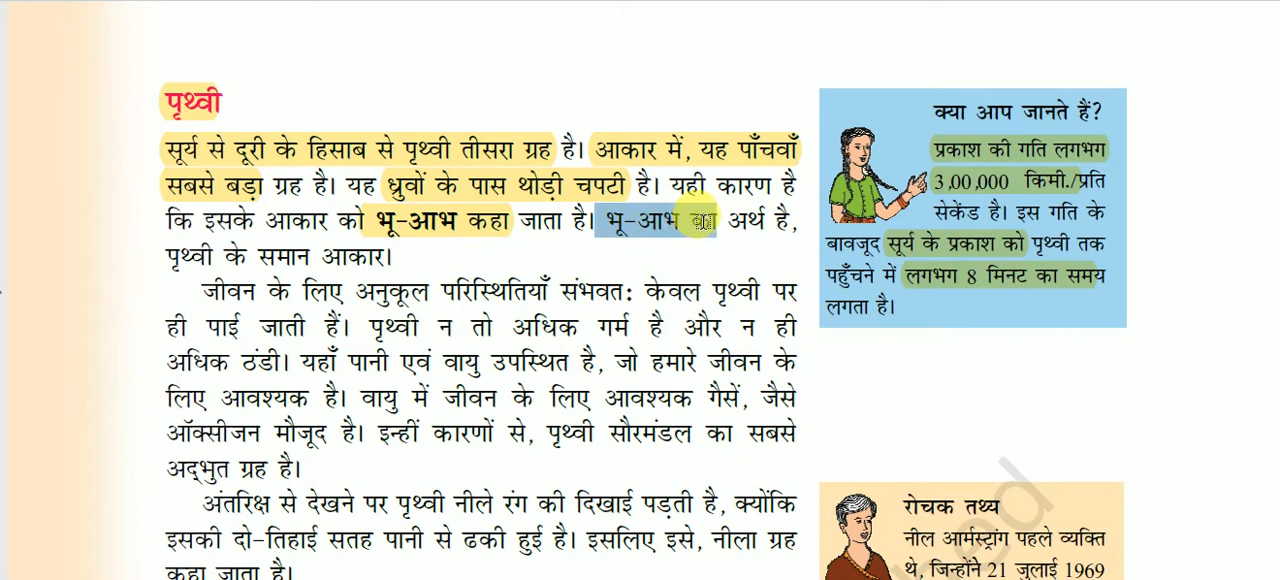 पृथ्वी
सूर्य से दूरी के हिसाब से पृथ्वी तीसरा ग्रह है। आकार में, यह पाँचवाँ
सबसे बड़ा ग्रह है। यह ध्रुवों के पास थोड़ी चपटी है। यही कारण है
कि इसके आकार को भू-आभ कहा जाता है। भू-आभ का अर्थ है,
पृथ्वी के समान आकार।
जीवन के लिए अनुकूल परिस्थितियाँ संभवत: केवल पृथ्वी पर
ही पाई जाती हैं। पृथ्वी न तो अधिक गर्म है और न ही
अधिक ठंडी। यहाँ पानी एवं वायु उपस्थित है, जो हमारे जीवन के
लिए आवश्यक है। वायु में जीवन के लिए आवश्यक गैसें, जैसे
ऑक्सीजन मौजूद है। इन्हीं कारणों से, पृथ्वी सौरमंडल का सबसे
अद्‌भुत ग्रह है।
अंतरिक्ष से देखने पर पृथ्वी नीले रंग की दिखाई पड़ती है, क्योंकि
इसकी दो-तिहाई सतह पानी से ढकी हुई है। इसलिए इसे, नीला ग्रह
कहा जाता है।
क्या आप जानते हैं?
प्रकाश की गति लगभग
3,00,000 किमी./प्रति
सेकेंड है। इस गति के
बावजूद सूर्य के प्रकाश को पृथ्वी तक
पहुँचने में लगभग 8 मिनट का समय
लगता है।
रोचक तथ्य
नील आर्मस्ट्रांग पहले व्यक्ति
थे, जिन्होंने 21 जुलाई 1969